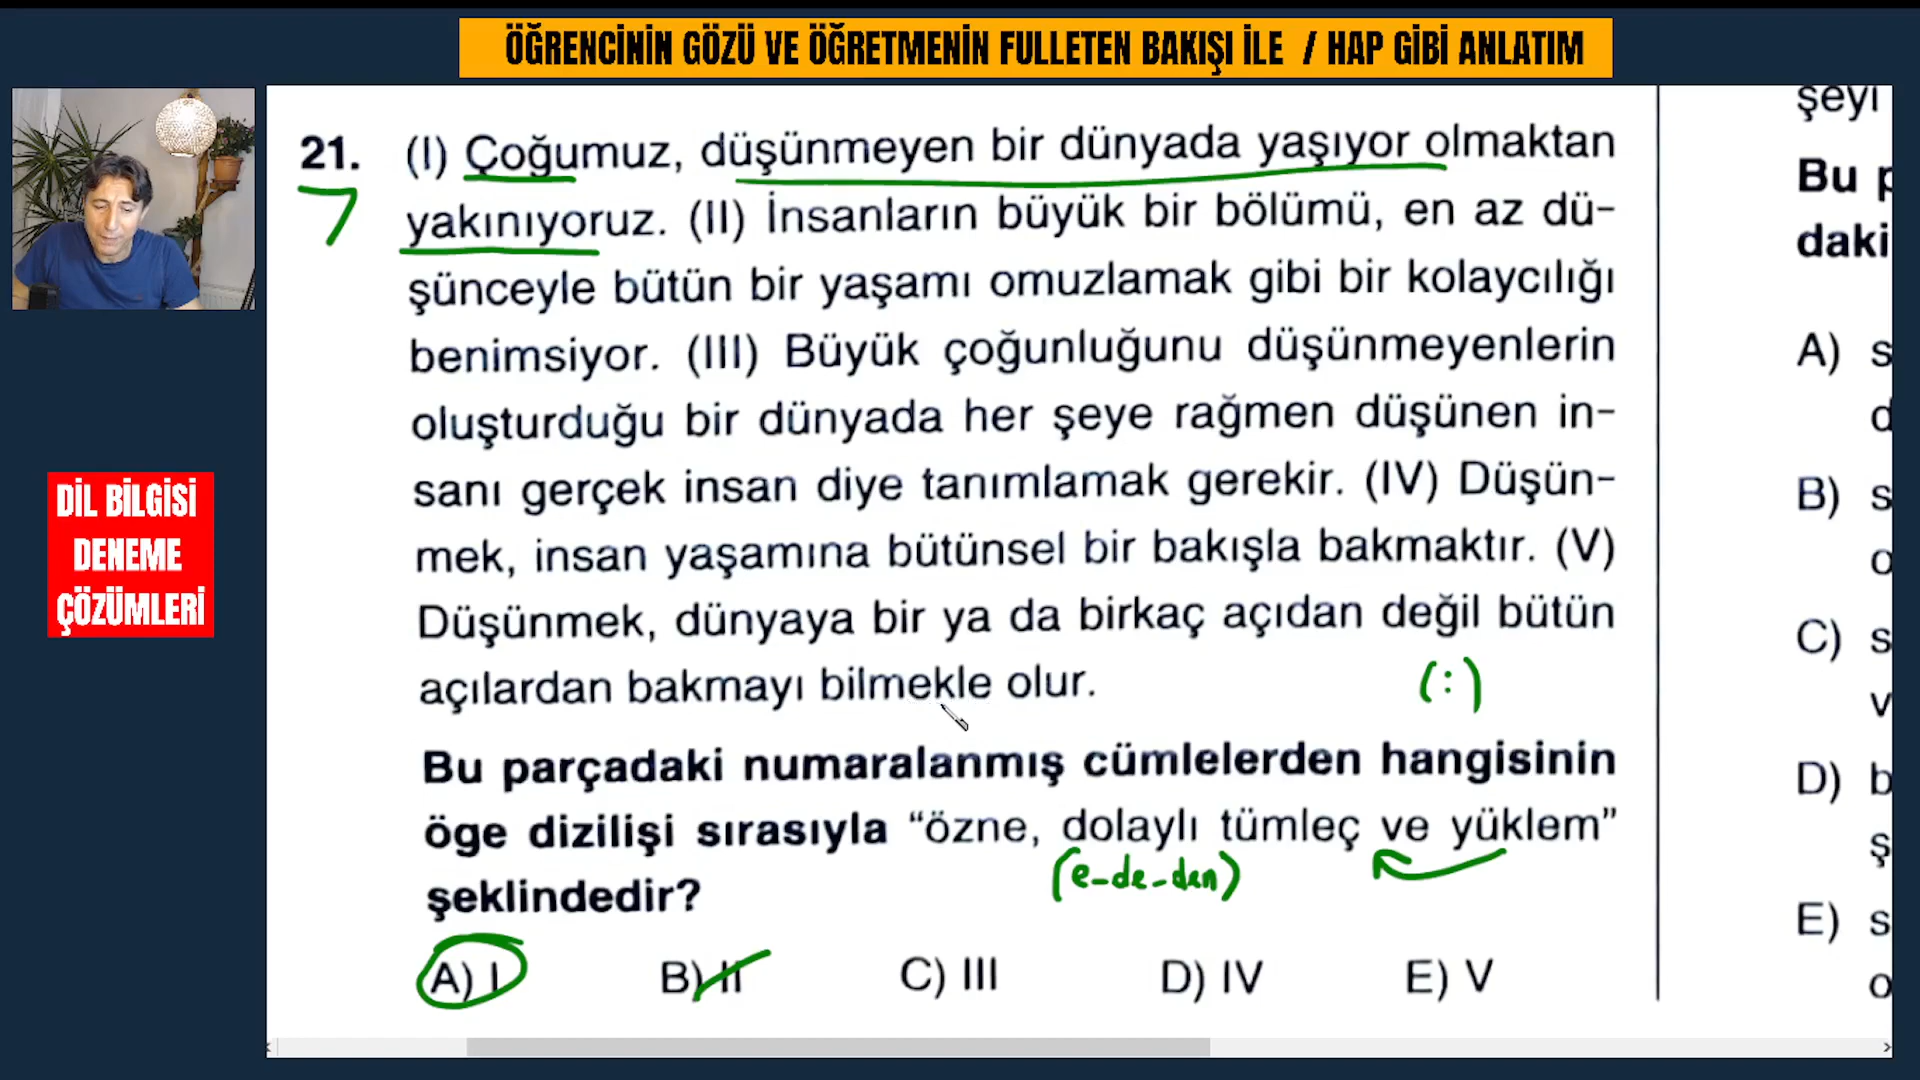 ÖĞRENCİNİN GÖZÜ VE ÖĞRETMENİN FULLETEN BAKIŞI İLE / HAP GİBİ ANLATIM
DİL BİLGİSİ
DENEME
ÇÖZÜMLERİ
21. (I) Çoğumuz, düşünmeyen bir dünyada yaşıyor olmaktan
yakınıyoruz. (II) İnsanların büyük bir bölümü, en az dü-
şünceyle bütün bir yaşamı omuzlamak gibi bir kolaycılığı
benimsiyor. (III) Büyük çoğunluğunu düşünmeyenlerin
oluşturduğu bir dünyada her şeye rağmen düşünen in-
sanı gerçek insan diye tanımlamak gerekir. (IV) Düşün-
mek, insan yaşamına bütünsel bir bakışla bakmaktır. (V)
Düşünmek, dünyaya bir ya da birkaç açıdan değil bütün
açılardan bakmayı bilmekle olur.
(:)
Bu parçadaki numaralanmış cümlelerden hangisinin
öge dizilişi sırasıyla “özne, dolaylı tümleç ve yüklem”
(e-de-den)
şeklindedir?
A) I B) II C) III D) IV E) V
şeyi
Bu
daki
A) s
d
B) s
o
C) s
v
D) b
ş
E) s
o